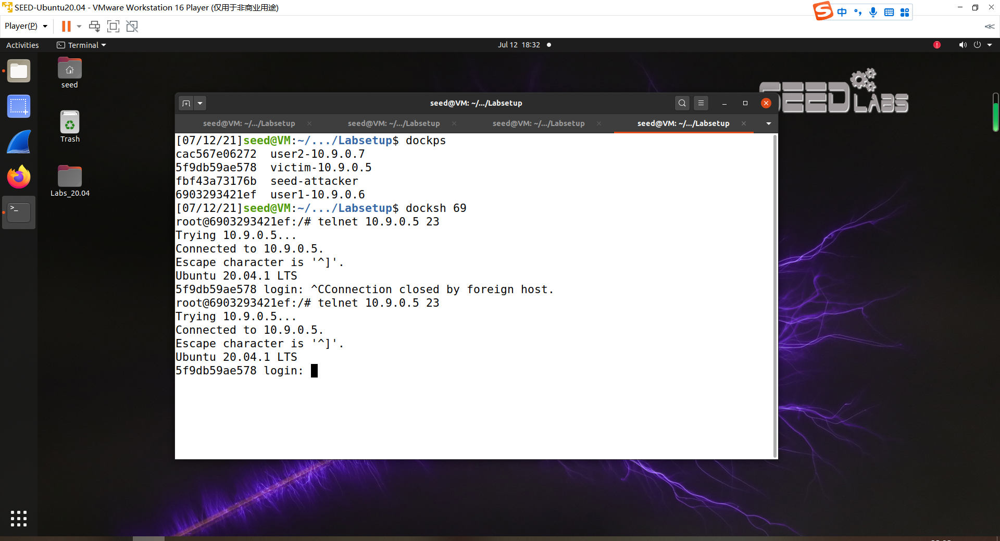 SEED-Ubuntu20.04 - VMware Workstation 16 Player (仅用于非商业用途)
中
Player(P)
Activities
Terminal
Jul 12 18:32
seed
Trash
Labs_20.04
SEED LABS
seed@VM: ~/.../Labsetup
seed@VM: ~/.../Labsetup
seed@VM: ~/.../Labsetup
seed@VM: ~/.../Labsetup
seed@VM: ~/.../Labsetup
[07/12/21]seed@VM:~/.../Labsetup$ dockps
cac567e06272  user2-10.9.0.7
5f9db59ae578  victim-10.9.0.5
fbf43a73176b  seed-attacker
6903293421ef  user1-10.9.0.6
[07/12/21]seed@VM:~/.../Labsetup$ docksh 69
root@6903293421ef:/# telnet 10.9.0.5 23
Trying 10.9.0.5...
Connected to 10.9.0.5.
Escape character is '^]'.
Ubuntu 20.04.1 LTS
5f9db59ae578 login: ^CConnection closed by foreign host.
root@6903293421ef:/# telnet 10.9.0.5 23
Trying 10.9.0.5...
Connected to 10.9.0.5.
Escape character is '^]'.
Ubuntu 20.04.1 LTS
5f9db59ae578 login: